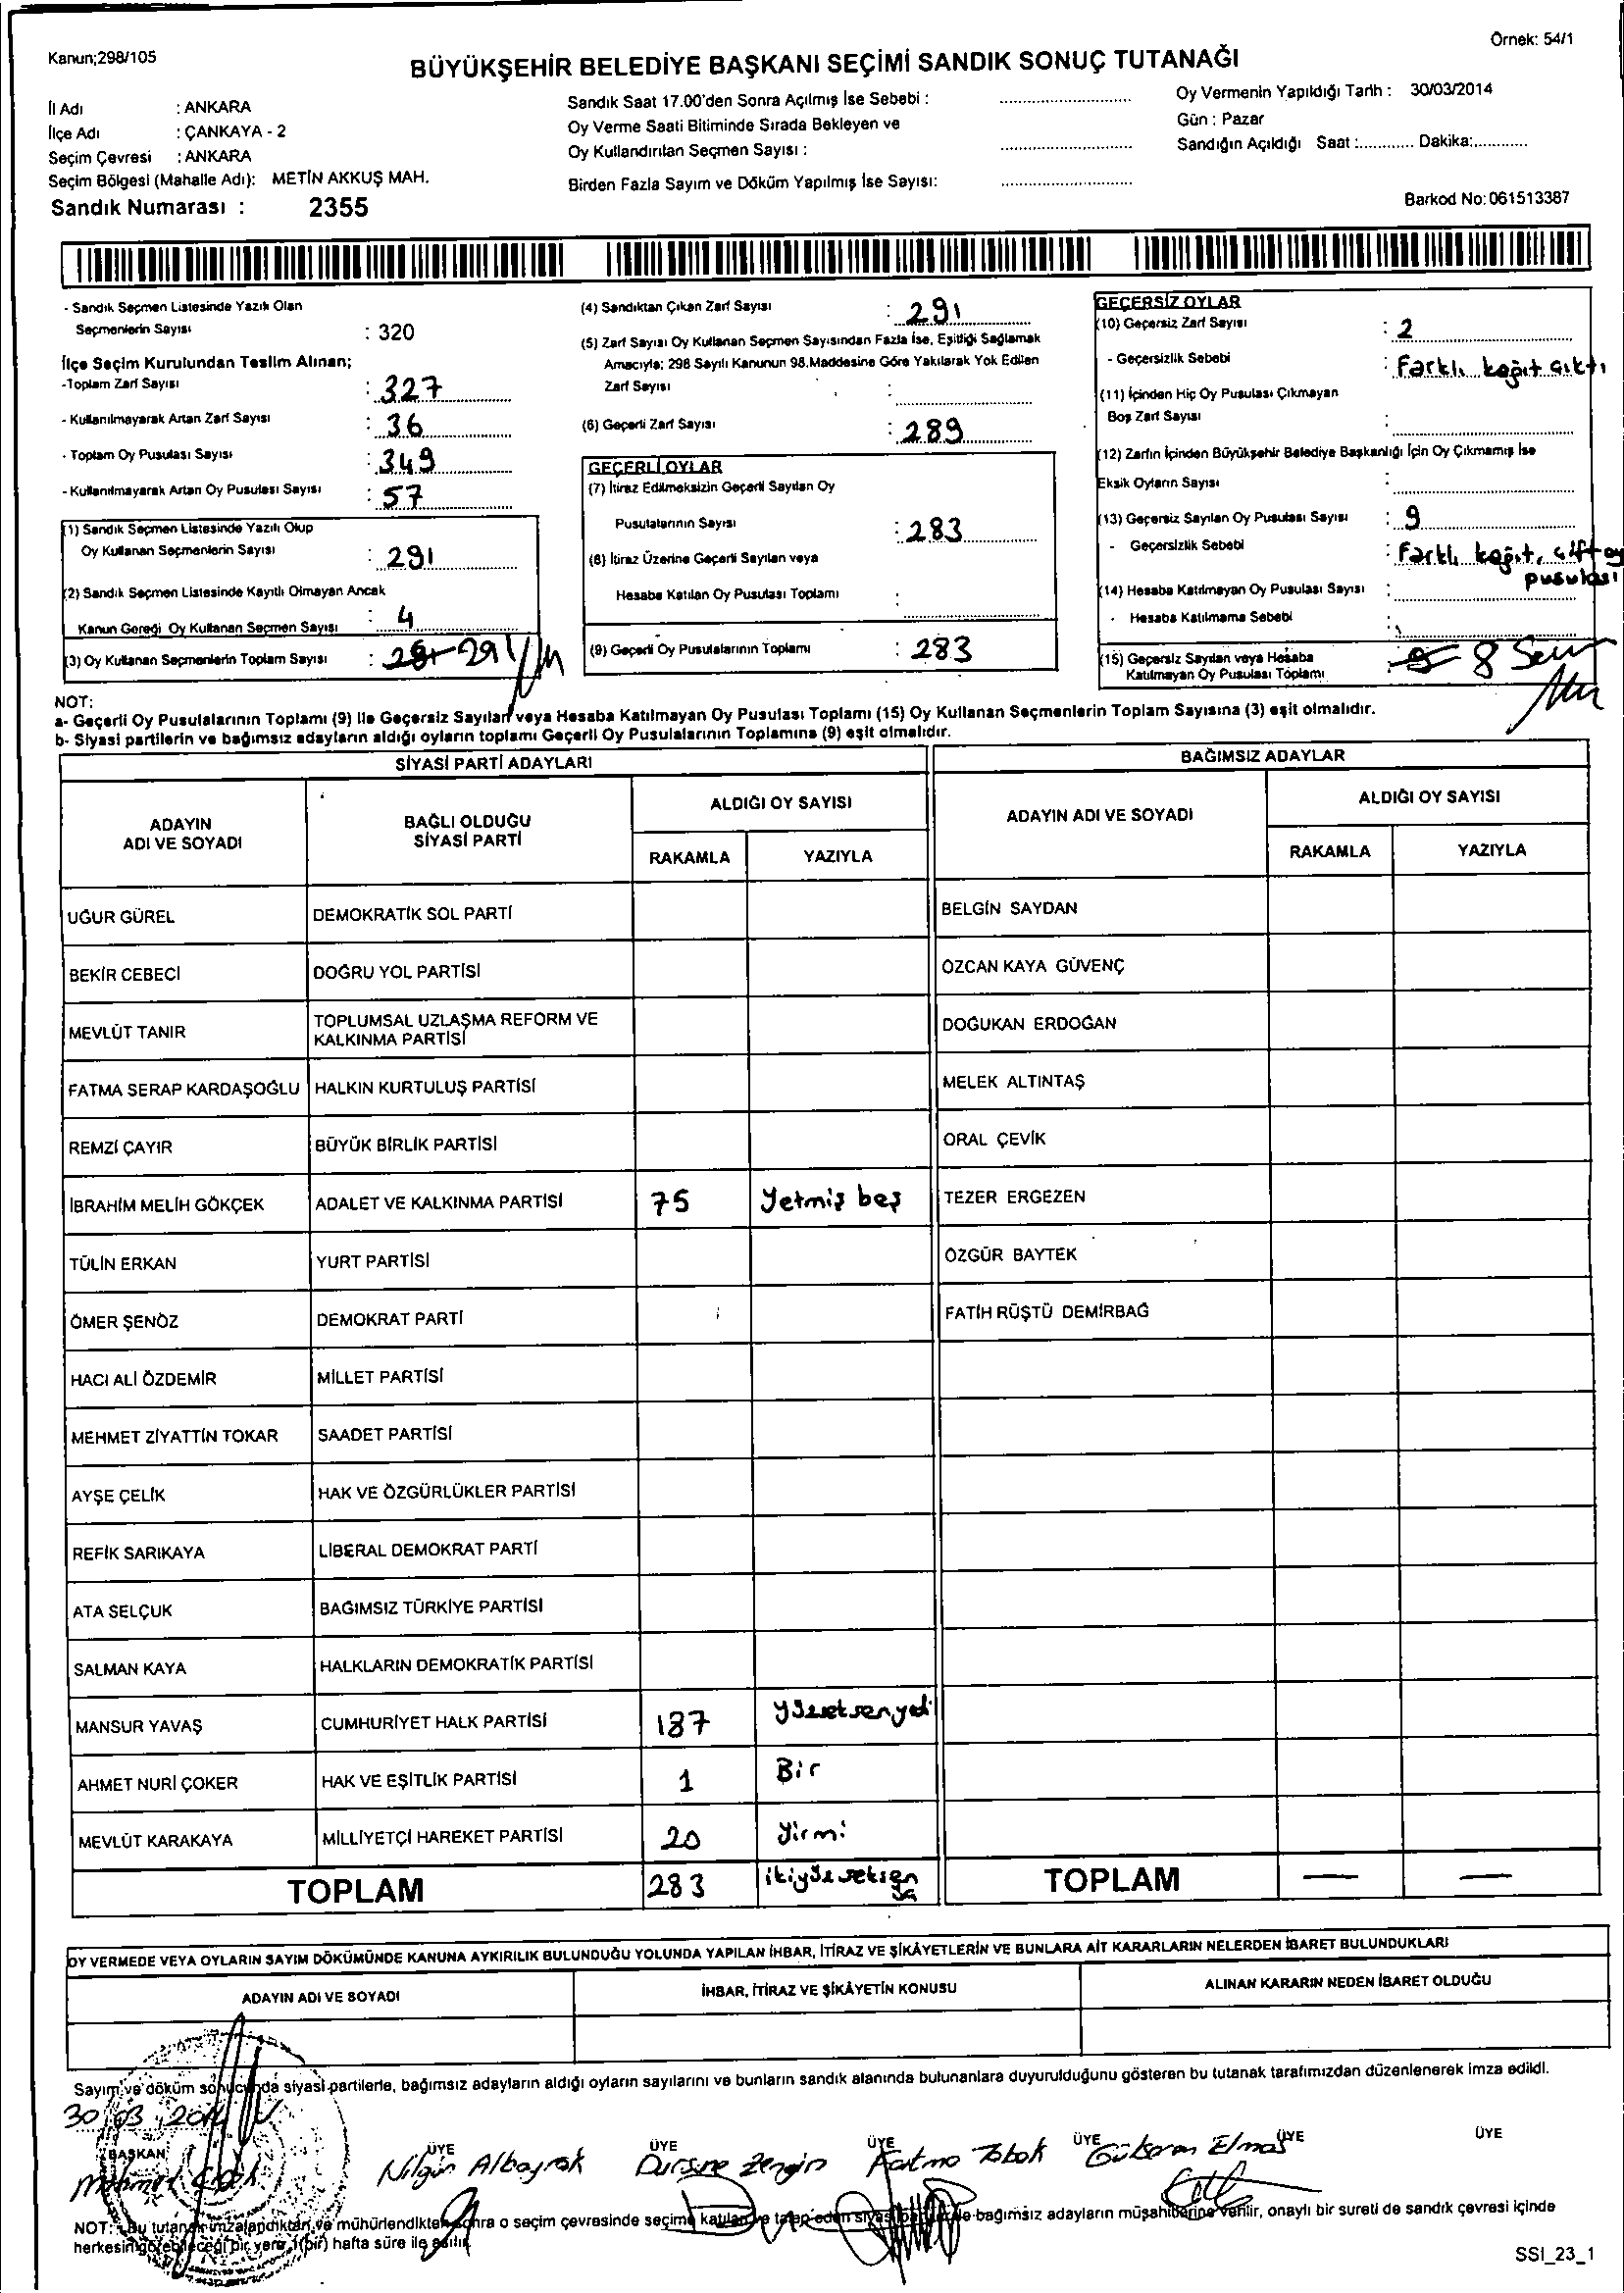 Kanun;298/105
Örnek: 54/1
BÜYÜKŞEHİR BELEDİYE BAŞKANI SEÇİMİ SANDIK SONUÇ TUTANAĞI
İl Adı : ANKARA
İlçe Adı : ÇANKAYA - 2
Seçim Çevresi : ANKARA
Seçim Bölgesi (Mahalle Adı): METİN AKKUŞ MAH.
Sandık Numarası : 2355
Sandık Saat 17.00'den Sonra Açılmış İse Sebebi :
Oy Verme Saati Bitiminde Sırada Bekleyen ve
Oy Kullandırılan Seçmen Sayısı :
Birden Fazla Sayım ve Döküm Yapılmış İse Sayısı:
Oy Vermenin Yapıldığı Tarih : 30/03/2014
Gün : Pazar
Sandığın Açıldığı Saat :............ Dakika:............
Barkod No: 061513387
- Sandık Seçmen Listesinde Yazılı Olan
Seçmenlerin Sayısı : 320
İlçe Seçim Kurulundan Teslim Alınan;
-Toplam Zarf Sayısı : 327
- Kullanılmayarak Artan Zarf Sayısı : 36
- Toplam Oy Pusulası Sayısı : 349
- Kullanılmayarak Artan Oy Pusulası Sayısı : 57
(1) Sandık Seçmen Listesinde Yazılı Olup
Oy Kullanan Seçmenlerin Sayısı : 291
(2) Sandık Seçmen Listesinde Kayıtlı Olmayan Ancak
Kanun Gereği Oy Kullanan Seçmen Sayısı : 4
(3) Oy Kullanan Seçmenlerin Toplam Sayısı : 291
(4) Sandıktan Çıkan Zarf Sayısı : 291
(5) Zarf Sayısı Oy Kullanan Seçmen Sayısından Fazla İse, Eşitliği Sağlamak
Amacıyla; 298 Sayılı Kanunun 98.Maddesine Göre Yakılarak Yok Edilen
Zarf Sayısı :
(6) Geçerli Zarf Sayısı : 289
GEÇERLİ OYLAR
(7) İtiraz Edilmeksizin Geçerli Sayılan Oy
Pusulalarının Sayısı : 283
(8) İtiraz Üzerine Geçerli Sayılan veya
Hesaba Katılan Oy Pusulası Toplamı :
(9) Geçerli Oy Pusulalarının Toplamı : 283
GEÇERSİZ OYLAR
(10) Geçersiz Zarf Sayısı : 2
- Geçersizlik Sebebi : Farklı kağıt çıktı
(11) İçinden Hiç Oy Pusulası Çıkmayan
Boş Zarf Sayısı :
(12) Zarfın İçinden Büyükşehir Belediye Başkanlığı İçin Oy Çıkmamış İse
Eksik Oyların Sayısı :
(13) Geçersiz Sayılan Oy Pusulası Sayısı : 9
- Geçersizlik Sebebi : Farklı kağıt, çift oy
pusulası
(14) Hesaba Katılmayan Oy Pusulası Sayısı :
- Hesaba Katılmama Sebebi :
(15) Geçersiz Sayılan veya Hesaba
Katılmayan Oy Pusulası Toplamı : 9 8
NOT:
a- Geçerli Oy Pusulalarının Toplamı (9) ile Geçersiz Sayılan veya Hesaba Katılmayan Oy Pusulası Toplamı (15) Oy Kullanan Seçmenlerin Toplam Sayısına (3) eşit olmalıdır.
b- Siyasi partilerin ve bağımsız adayların aldığı oyların toplamı Geçerli Oy Pusulalarının Toplamına (9) eşit olmalıdır.
SİYASİ PARTİ ADAYLARI
BAĞIMSIZ ADAYLAR
ADAYIN
ADI VE SOYADI
BAĞLI OLDUĞU
SİYASİ PARTİ
ALDIĞI OY SAYISI
RAKAMLA YAZIYLA
ADAYIN ADI VE SOYADI
ALDIĞI OY SAYISI
RAKAMLA YAZIYLA
UĞUR GÜREL DEMOKRATİK SOL PARTİ BELGİN SAYDAN
BEKİR CEBECİ DOĞRU YOL PARTİSİ ÖZCAN KAYA GÜVENÇ
MEVLÜT TANIR TOPLUMSAL UZLAŞMA REFORM VE
KALKINMA PARTİSİ DOĞUKAN ERDOĞAN
FATMA SERAP KARDAŞOĞLU HALKIN KURTULUŞ PARTİSİ MELEK ALTINTAŞ
REMZİ ÇAYIR BÜYÜK BİRLİK PARTİSİ ORAL ÇEVİK
İBRAHİM MELİH GÖKÇEK ADALET VE KALKINMA PARTİSİ 75 Yetmiş beş TEZER ERGEZEN
TÜLİN ERKAN YURT PARTİSİ ÖZGÜR BAYTEK
ÖMER ŞENÖZ DEMOKRAT PARTİ FATİH RÜŞTÜ DEMİRBAĞ
HACI ALİ ÖZDEMİR MİLLET PARTİSİ
MEHMET ZİYATTİN TOKAR SAADET PARTİSİ
AYŞE ÇELİK HAK VE ÖZGÜRLÜKLER PARTİSİ
REFİK SARIKAYA LİBERAL DEMOKRAT PARTİ
ATA SELÇUK BAĞIMSIZ TÜRKİYE PARTİSİ
SALMAN KAYA HALKLARIN DEMOKRATİK PARTİSİ
MANSUR YAVAŞ CUMHURİYET HALK PARTİSİ 187 yüzseksenyedi
AHMET NURİ ÇOKER HAK VE EŞİTLİK PARTİSİ 1 Bir
MEVLÜT KARAKAYA MİLLİYETÇİ HAREKET PARTİSİ 20 Yirmi
TOPLAM 283 ikiyüzseksen TOPLAM — —
OY VERMEDE VEYA OYLARIN SAYIM DÖKÜMÜNDE KANUNA AYKIRILIK BULUNDUĞU YOLUNDA YAPILAN İHBAR, İTİRAZ VE ŞİKÂYETLERİN VE BUNLARA AİT KARARLARIN NELERDEN İBARET BULUNDUKLARI
ADAYIN ADI VE SOYADI İHBAR, İTİRAZ VE ŞİKÂYETİN KONUSU ALINAN KARARIN NEDEN İBARET OLDUĞU
Sayım ve döküm sonucunda siyasi partilerle, bağımsız adayların aldığı oyların sayılarını ve bunların sandık alanında bulunanlara duyurulduğunu gösteren bu tutanak tarafımızdan düzenlenerek imza edildi.
30 03 2014
BAŞKAN ÜYE ÜYE ÜYE ÜYE ÜYE ÜYE
Mehmet Nilgün Albayrak Dursune Zengin Fatma Tobok Gülseren Elmas
NOT: Bu tutanak imzalandıktan ve mühürlendikten sonra o seçim çevresinde seçime katılan ve talep eden siyasi partiler ile bağımsız adayların müşahitlerine verilir, onaylı bir sureti de sandık çevresi içinde
herkesin görebileceği bir yere 1(bir) hafta süre ile asılır.
SSI_23_1